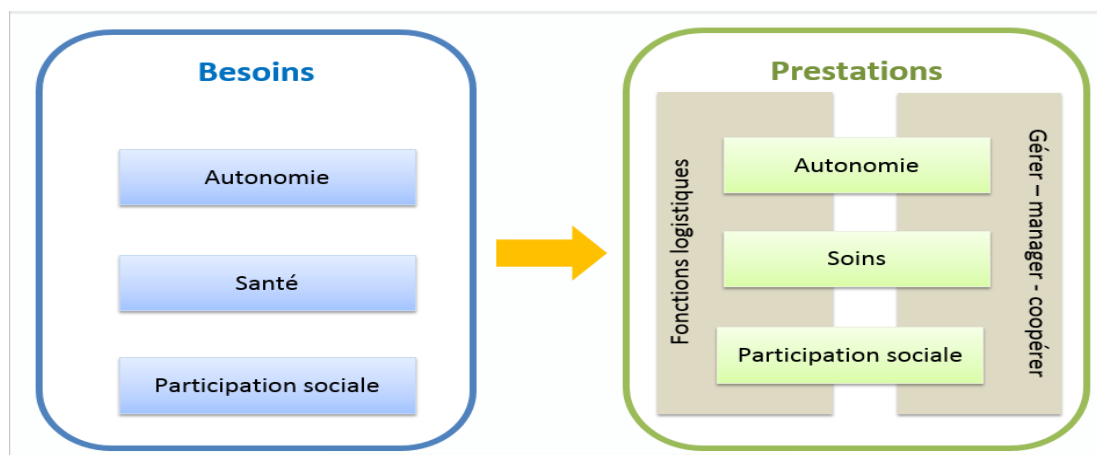 Besoins
Autonomie
Santé
Participation sociale
Prestations
Fonctions logistiques
Autonomie
Soins
Participation sociale
Gérer – manager - coopérer